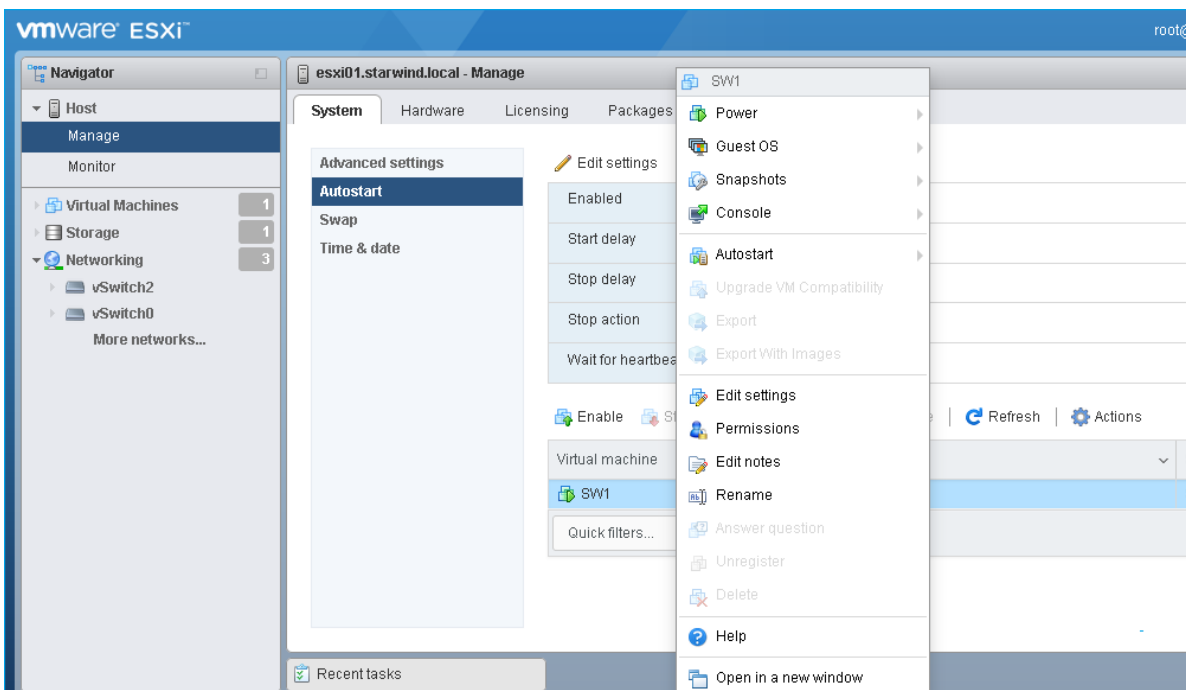 vmware ESXi™
root@
Navigator
Host
Manage
Monitor
Virtual Machines 1
Storage 1
Networking 3
vSwitch2
vSwitch0
More networks...
esxi01.starwind.local - Manage
System Hardware Licensing Packages
Advanced settings
Autostart
Swap
Time & date
Edit settings
Enabled
Start delay
Stop delay
Stop action
Wait for heartbea
Enable
Refresh
Actions
Virtual machine
SW1
Quick filters...
SW1
Power
Guest OS
Snapshots
Console
Autostart
Upgrade VM Compatibility
Export
Export With Images
Edit settings
Permissions
Edit notes
Rename
Answer question
Unregister
Delete
Help
Open in a new window
Recent tasks